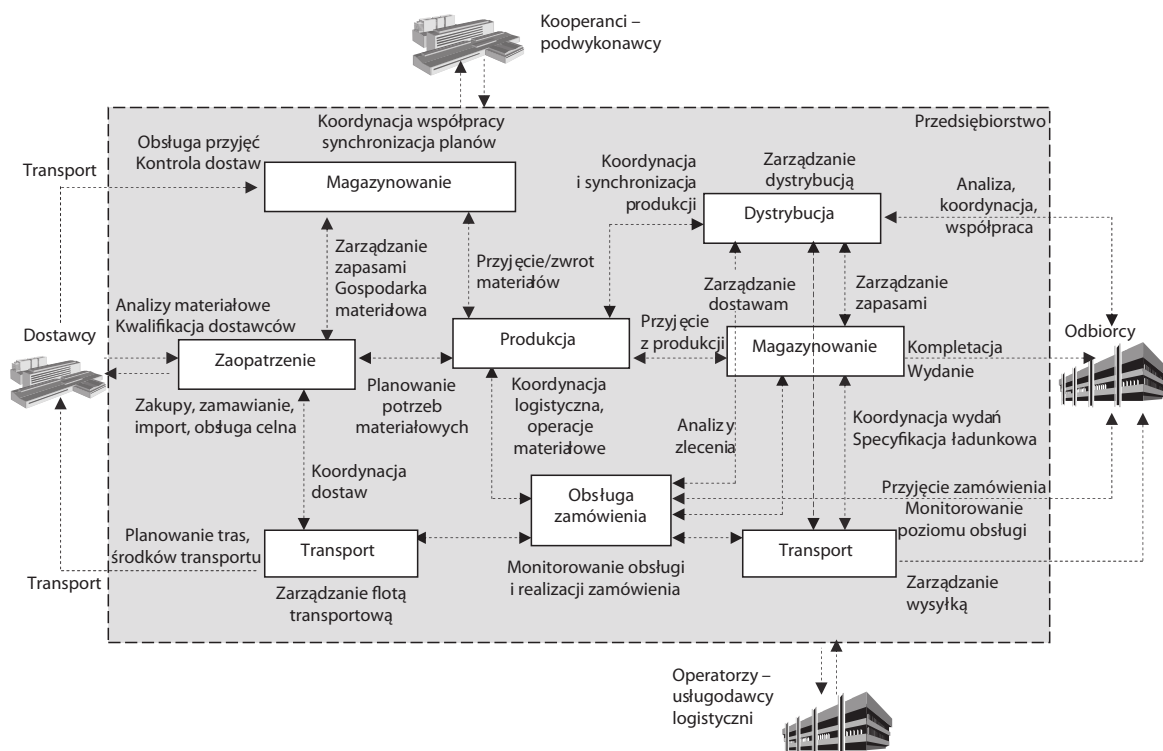 Kooperanci –
podwykonawcy
Przedsiębiorstwo
Koordynacja współpracy
synchronizacja planów
Obsługa przyjęć
Kontrola dostaw
Transport
Magazynowanie
Koordynacja
i synchronizacja
produkcji
Zarządzanie
dystrybucją
Dystrybucja
Analiza,
koordynacja,
współpraca
Zarządzanie
zapasami
Gospodarka
materiałowa
Przyjęcie/zwrot
materiałów
Zarządzanie
dostawam
Zarządzanie
zapasami
Analizy materiałowe
Kwalifikacja dostawców
Dostawcy
Zaopatrzenie
Produkcja
Przyjęcie
z produkcji
Magazynowanie
Kompletacja
Wydanie
Odbiorcy
Zakupy, zamawianie,
import, obsługa celna
Planowanie
potrzeb
materiałowych
Koordynacja
logistyczna,
operacje
materiałowe
Analizy
zlecenia
Koordynacja wydań
Specyfikacja ładunkowa
Koordynacja
dostaw
Obsługa
zamówienia
Przyjęcie zamówienia
Monitorowanie
poziomu obsługi
Planowanie tras,
środków transportu
Transport
Transport
Transport
Monitorowanie obsługi
i realizacji zamówienia
Zarządzanie flotą
transportową
Zarządzanie
wysyłką
Operatorzy –
usługodawcy
logistyczni